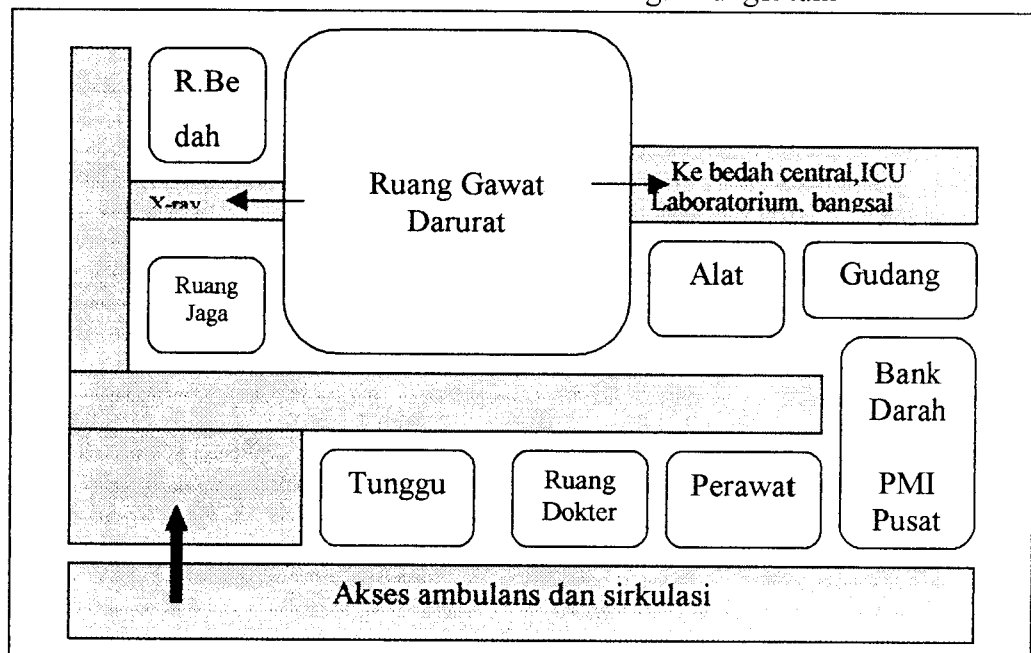 R.Be
dah
Ruang Gawat
Darurat
Ke bedah central,ICU
Laboratorium, bangsal
X-ray
Ruang
Jaga
Alat
Gudang
Bank
Darah
PMI
Pusat
Tunggu
Ruang
Dokter
Perawat
Akses ambulans dan sirkulasi